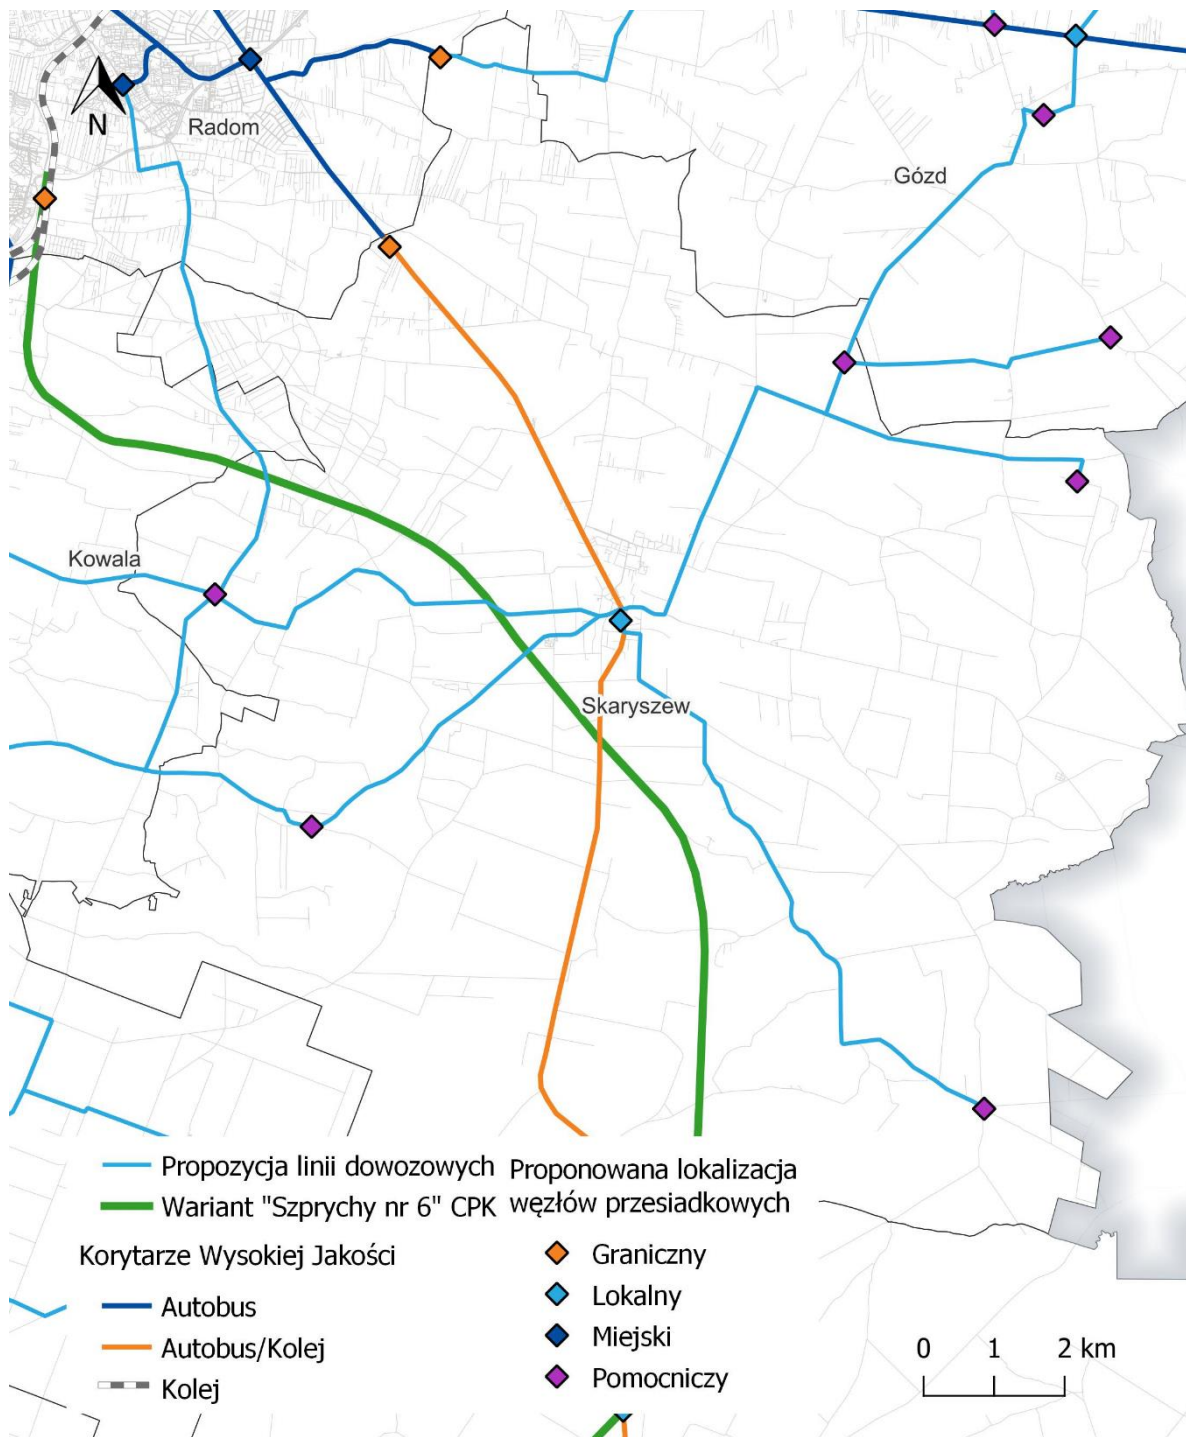 N
Radom
Gózd
Kowala
Skaryszew
Propozycja linii dowozowych
Wariant "Szprychy nr 6" CPK
Korytarze Wysokiej Jakości
Autobus
Autobus/Kolej
Kolej
Proponowana lokalizacja
węzłów przesiadkowych
Graniczny
Lokalny
Miejski
Pomocniczy
0 1 2 km